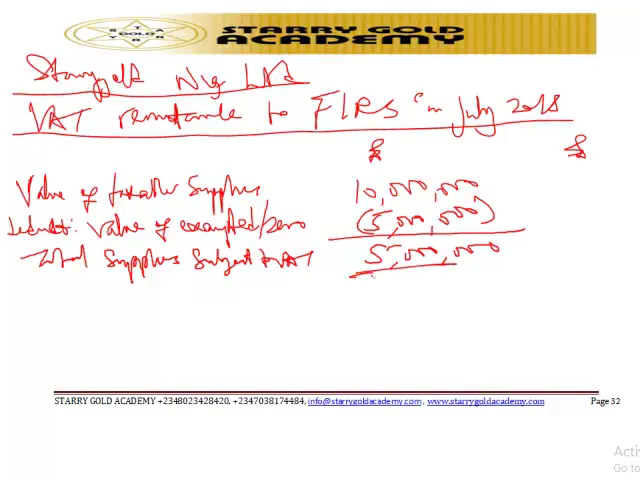 STARRY GOLD
ACADEMY
Starrygold Nig Ltd
VAT remittance to FIRS in July 2018
₦ ₦
Value of taxable Supplies 10,000,000
deduct: Value of exempted/zero (5,000,000)
Total Supplies Subject to VAT 5,000,000
STARRY GOLD ACADEMY +2348023428420, +2347038174484, info@starrygoldacademy.com, www.starrygoldacademy.com Page 32
Activ
Go to